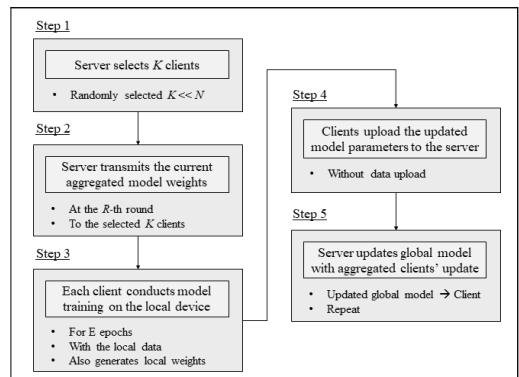 Step 1
Server selects K clients
• Randomly selected K<< N
Step 2
Server transmits the current
aggregated model weights
• At the R-th round
• To the selected K clients
Step 3
Each client conducts model
training on the local device
• For E epochs
• With the local data
• Also generates local weights
Step 4
Clients upload the updated
model parameters to the server
• Without data upload
Step 5
Server updates global model
with aggregated clients' update
• Updated global model → Client
• Repeat